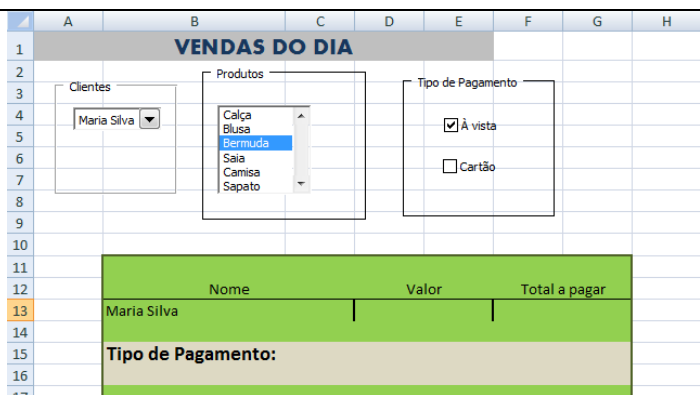 A B C D E F G H
1 VENDAS DO DIA
2 Produtos Tipo de Pagamento
3 Clientes
4 Maria Silva Calça À vista
5 Blusa
Bermuda
6 Saia Cartão
7 Camisa
Sapato
8
9
10
11
12 Nome Valor Total a pagar
13 Maria Silva
14
15 Tipo de Pagamento:
16
17